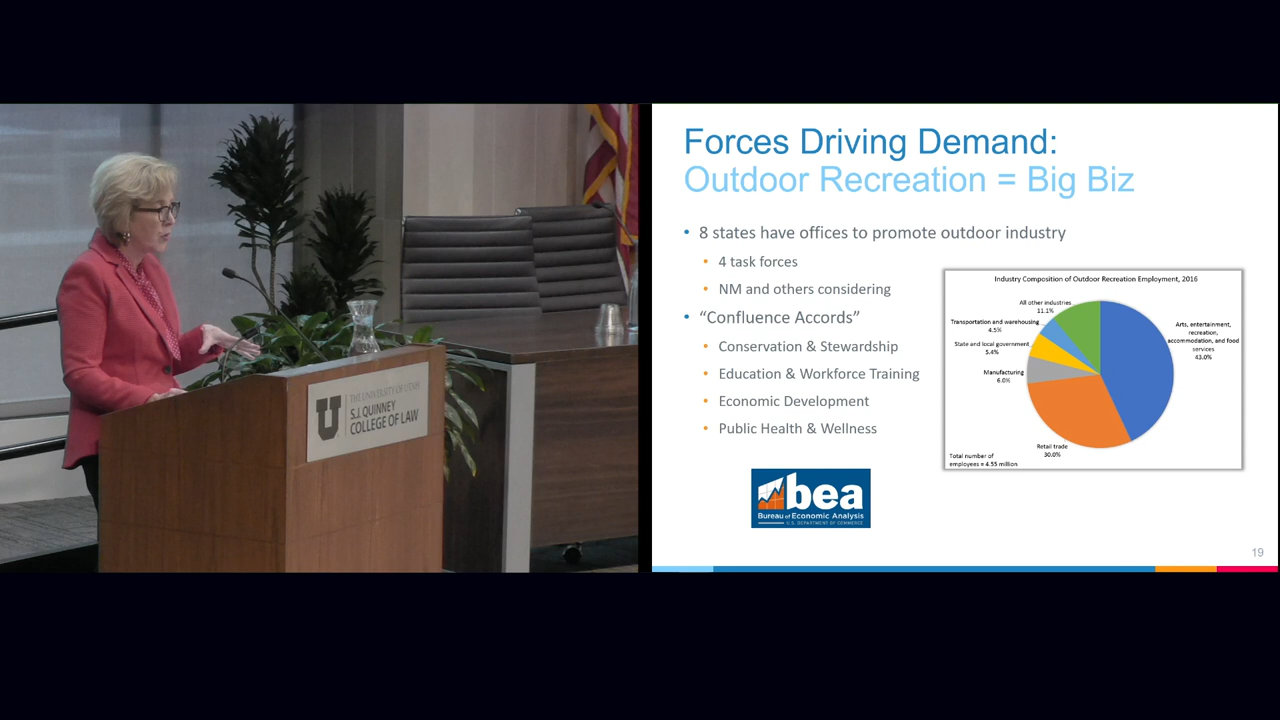 THE UNIVERSITY OF UTAH
S.J. QUINNEY
COLLEGE OF LAW
Forces Driving Demand:
Outdoor Recreation = Big Biz
• 8 states have offices to promote outdoor industry
• 4 task forces
• NM and others considering
• “Confluence Accords”
• Conservation & Stewardship
• Education & Workforce Training
• Economic Development
• Public Health & Wellness
Industry Composition of Outdoor Recreation Employment, 2016
All other industries
11.1%
Transportation and warehousing
4.5%
State and local government
5.4%
Manufacturing
6.0%
Retail trade
30.0%
Arts, entertainment,
recreation,
accommodation, and food
services
43.0%
Total number of
employees = 4.55 million
bea
Bureau of Economic Analysis
U.S. DEPARTMENT OF COMMERCE
19